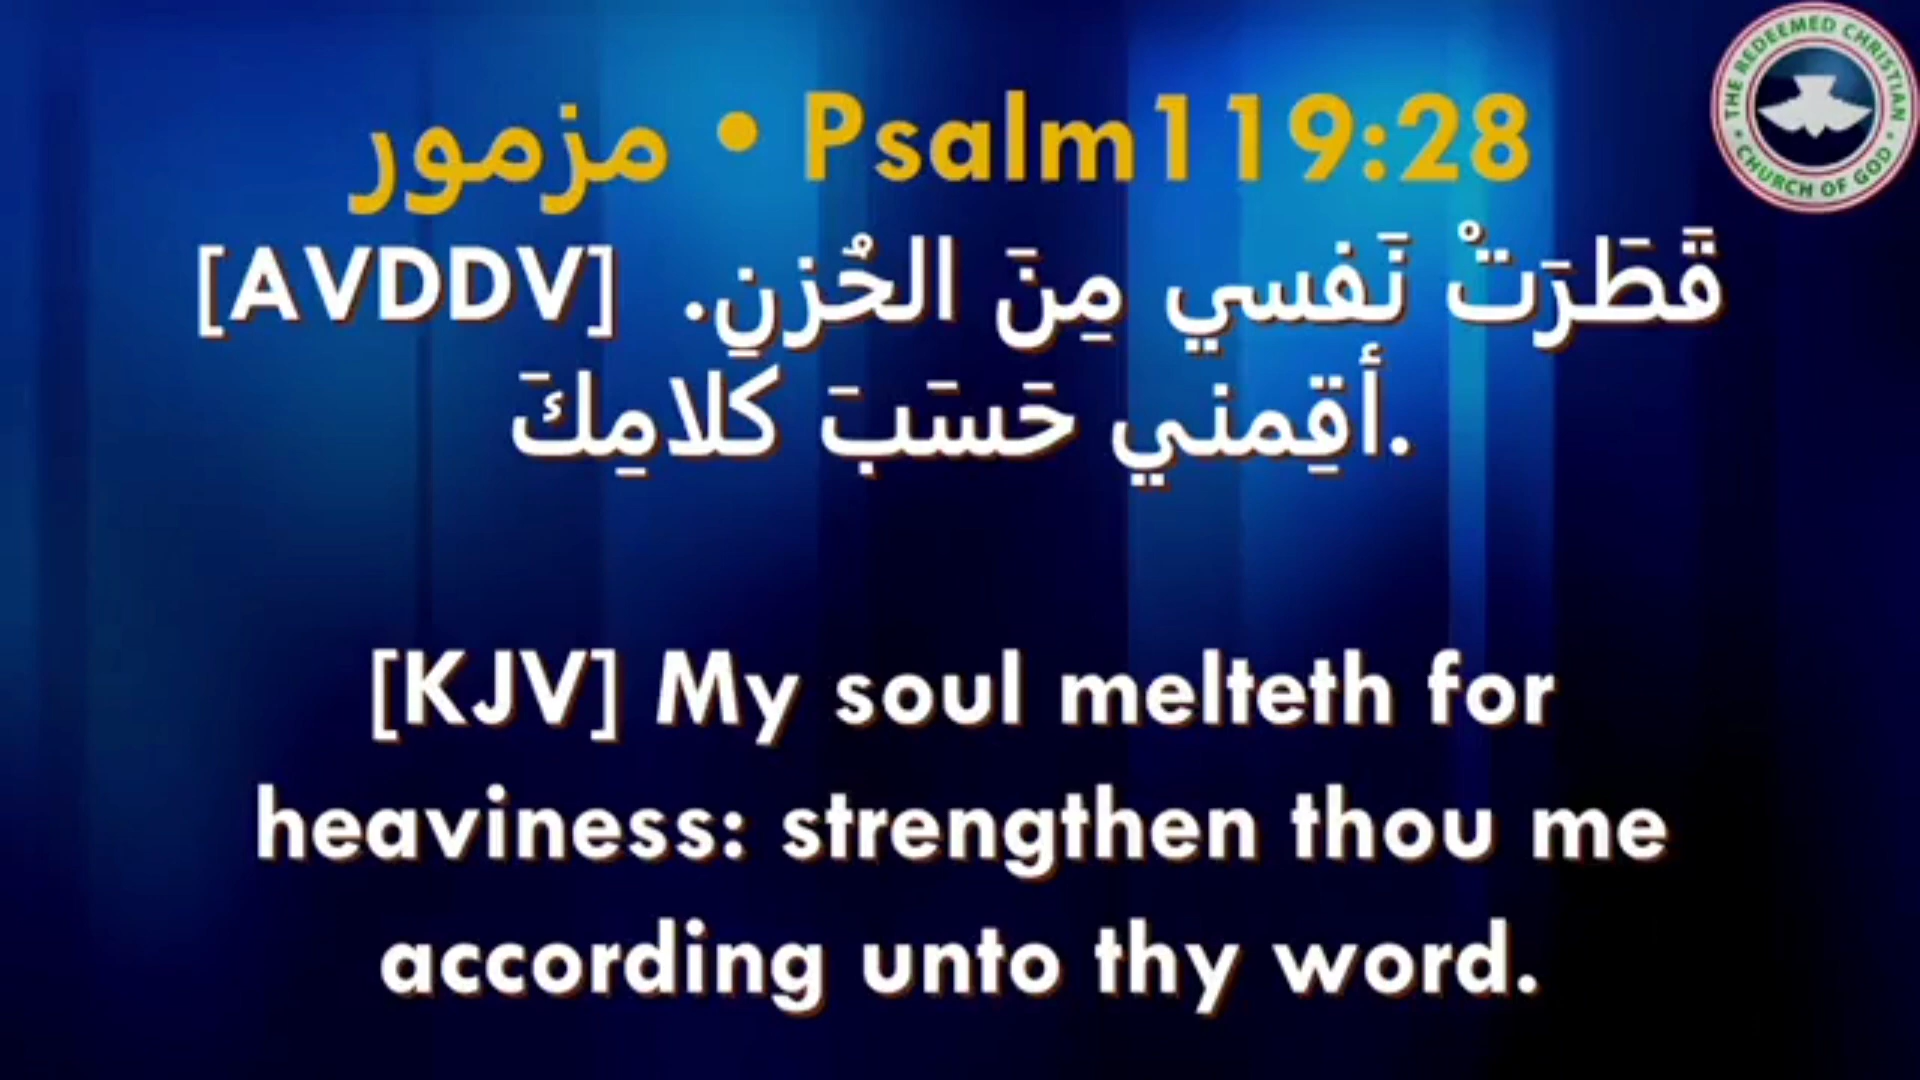 مزمور • Psalm119:28
[AVDDV] قَطَرَتْ نَفسي مِنَ الحُزنِ.
أقِمني حَسَبَ كَلامِكَ.
[KJV] My soul melteth for
heaviness: strengthen thou me
according unto thy word.
THE REDEEMED CHRISTIAN
• CHURCH OF GOD •